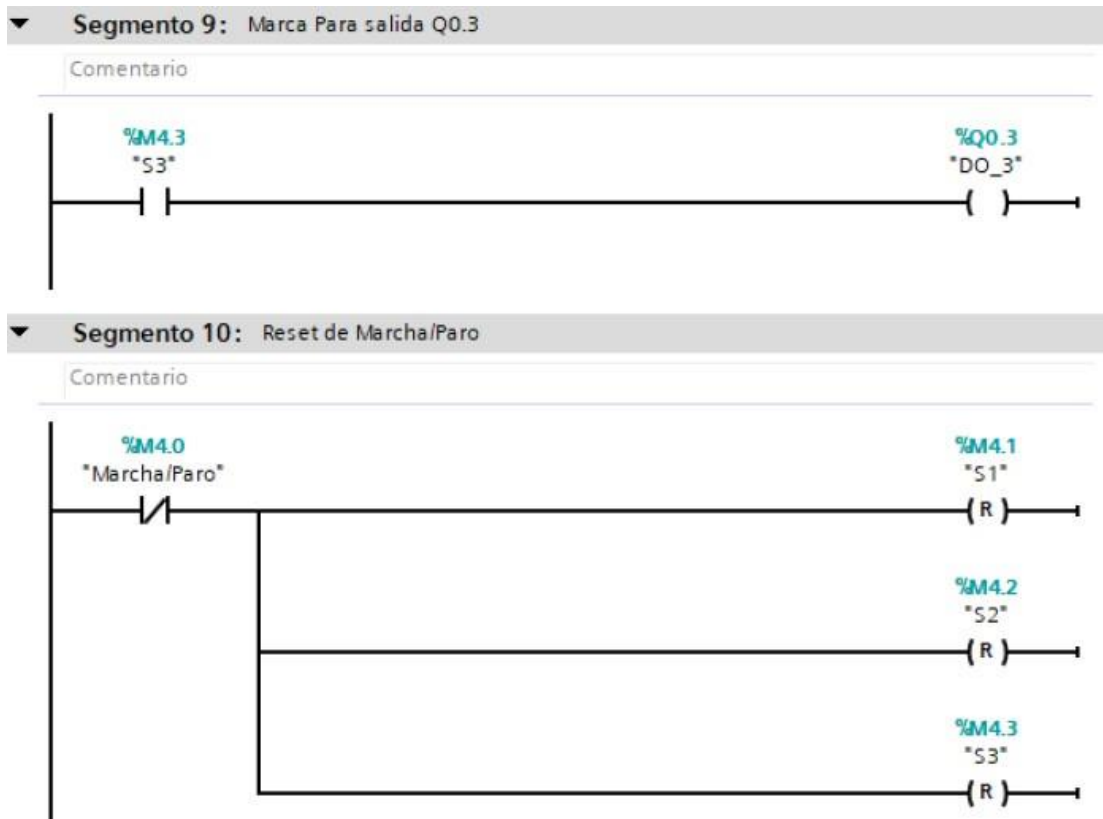 Segmento 9: Marca Para salida Q0.3
Comentario
%M4.3 %Q0.3
"S3" "DO_3"
Segmento 10: Reset de Marcha/Paro
Comentario
%M4.0 %M4.1
"Marcha/Paro" "S1"
R
%M4.2
"S2"
R
%M4.3
"S3"
R